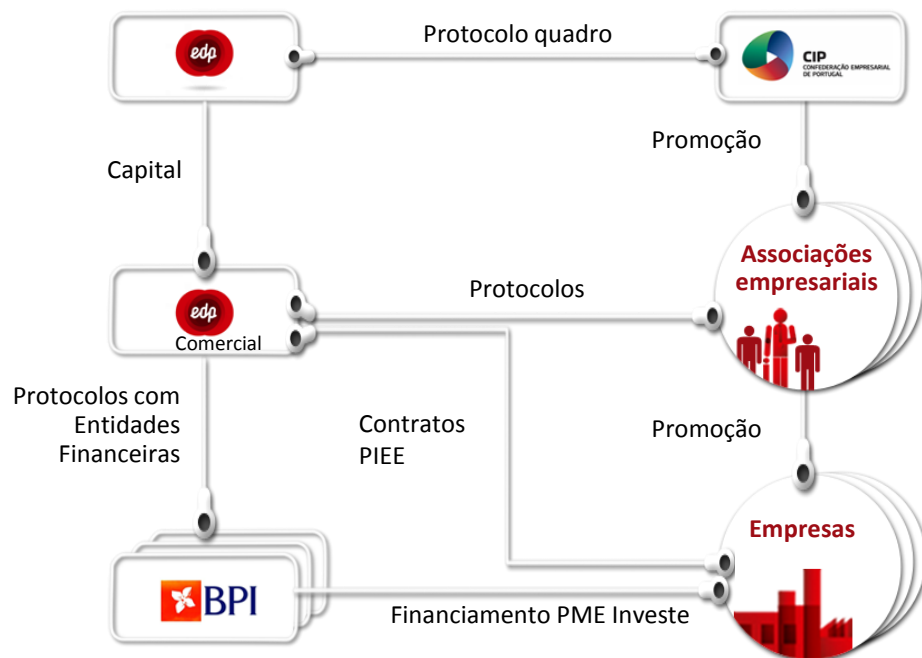 edp
Protocolo quadro
CIP
CONFEDERAÇÃO EMPRESARIAL
DE PORTUGAL
Capital
Promoção
Associações
empresariais
edp
Comercial
Protocolos
Protocolos com
Entidades
Financeiras
Contratos
PIEE
Promoção
Empresas
BPI
Financiamento PME Investe